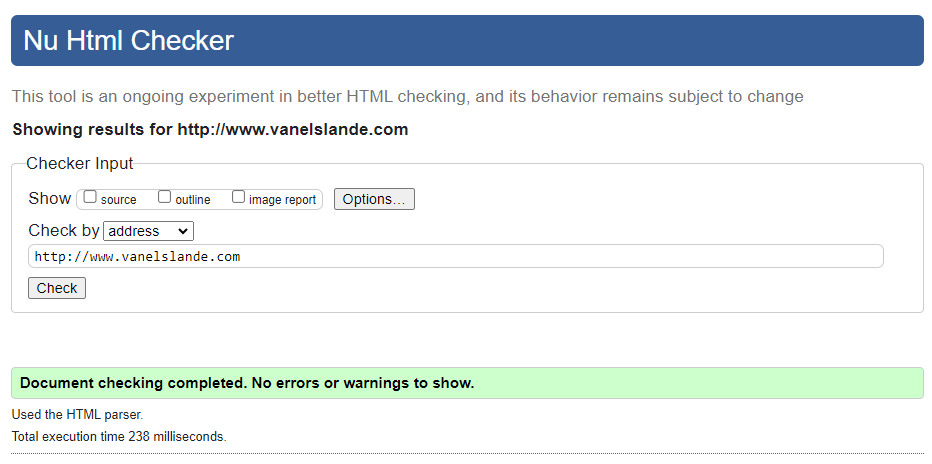 Nu Html Checker
This tool is an ongoing experiment in better HTML checking, and its behavior remains subject to change
Showing results for http://www.vanelslande.com
Checker Input
Show source outline image report Options...
Check by address
http://www.vanelslande.com
Check
Document checking completed. No errors or warnings to show.
Used the HTML parser.
Total execution time 238 milliseconds.